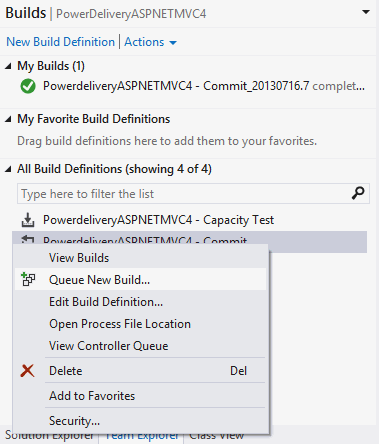 Builds | PowerDeliveryASPNETMVC4
New Build Definition | Actions
My Builds (1)
PowerdeliveryASPNETMVC4 - Commit_20130716.7 complet...
My Favorite Build Definitions
Drag build definitions here to add them to your favorites.
All Build Definitions (showing 4 of 4)
Type here to filter the list
PowerdeliveryASPNETMVC4 - Capacity Test
PowerdeliveryASPNETMVC4 - Commit
View Builds
Queue New Build...
Edit Build Definition...
Open Process File Location
View Controller Queue
Delete Del
Add to Favorites
Security...
Solution Explorer Team Explorer Class View